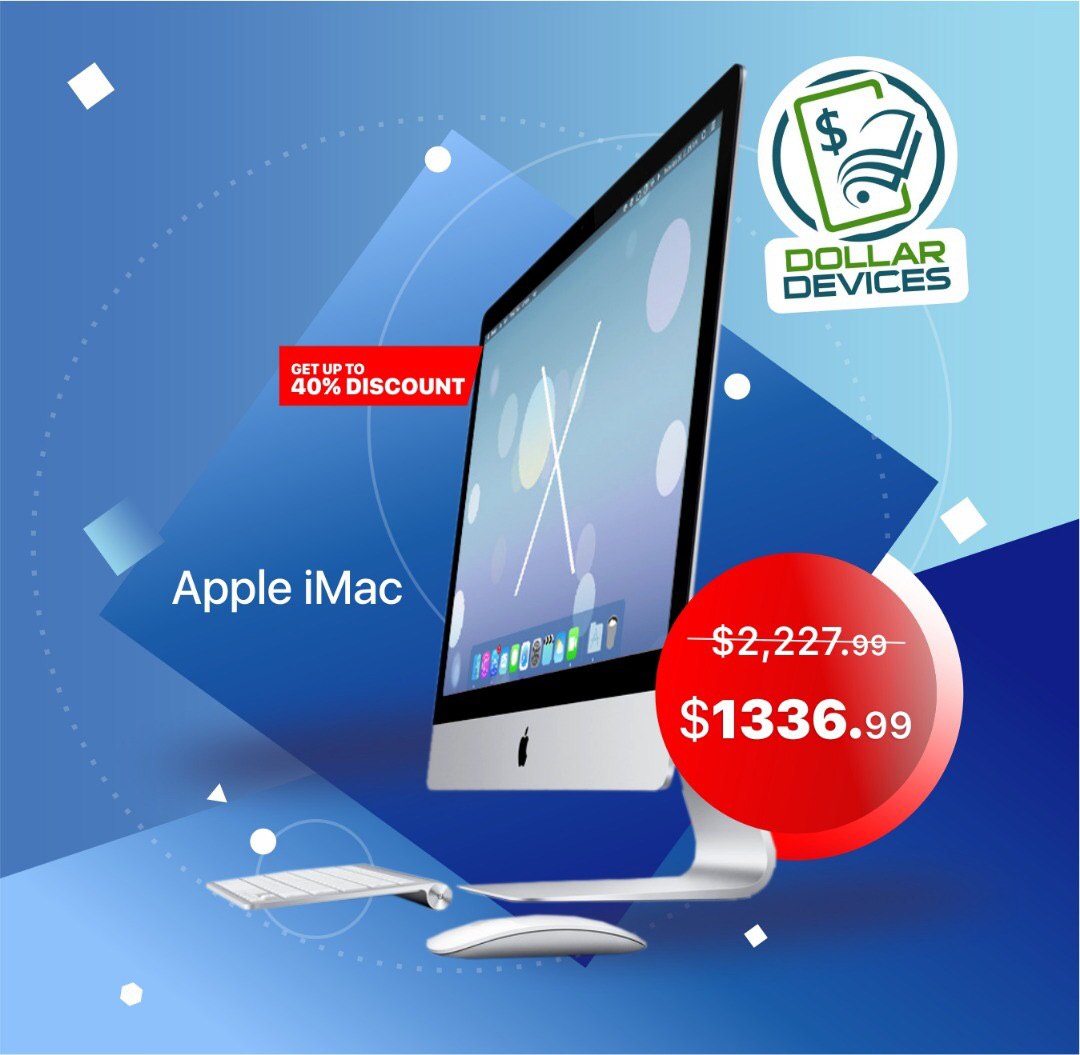 DOLLAR
DEVICES
GET UP TO
40% DISCOUNT
Apple iMac
$2,227.99
$1336.99